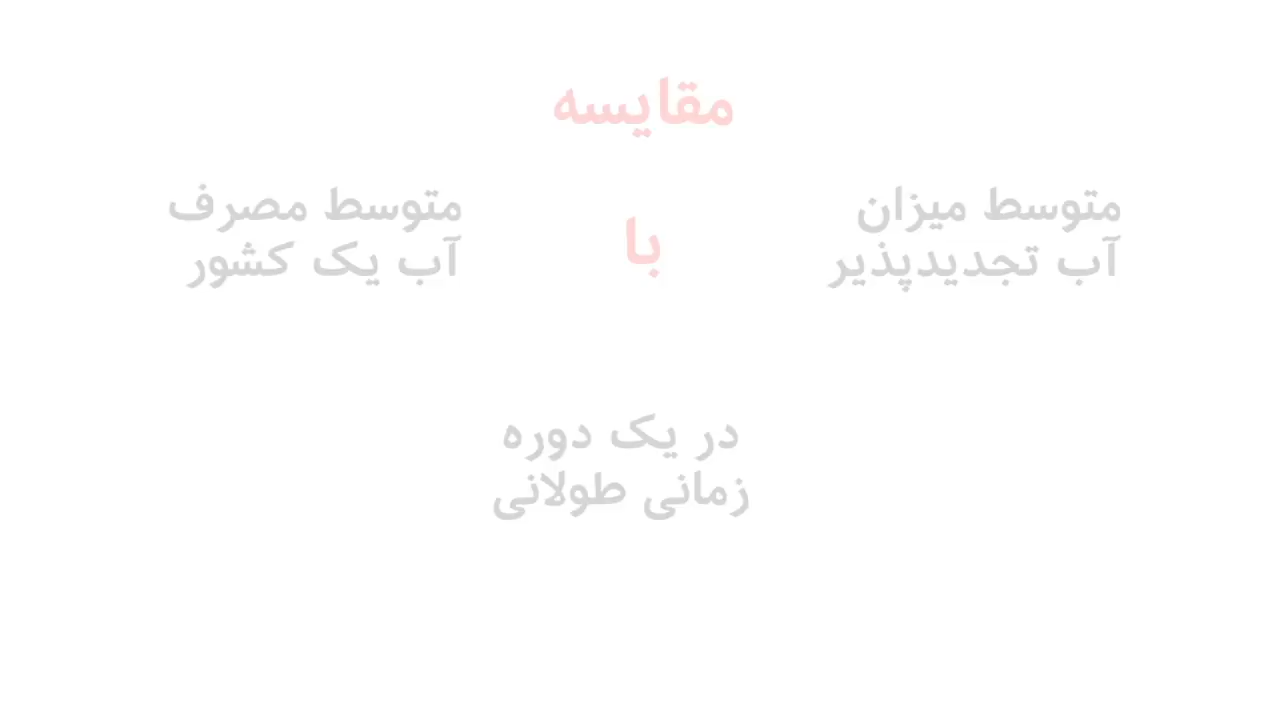 مقایسه
متوسط میزان
آب تجدیدپذیر
با
متوسط مصرف
آب یک کشور
در یک دوره
زمانی طولانی